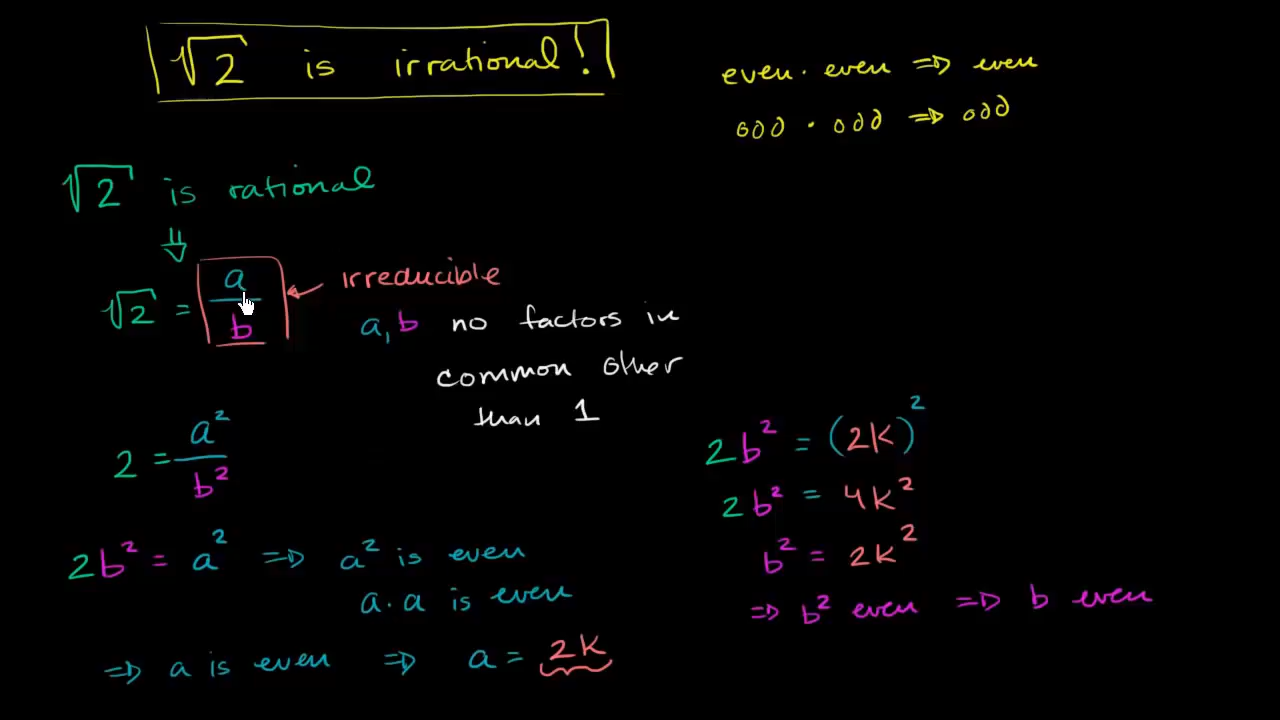 √2 is irrational!
even · even ⇒ even
odd · odd ⇒ odd
√2 is rational
⇓
√2 = a/b ← irreducible
a, b no factors in
common other
than 1
2 = a²/b²
2b² = a² ⇒ a² is even
a·a is even
⇒ a is even ⇒ a = 2k
2b² = (2k)²
2b² = 4k²
b² = 2k²
⇒ b² even ⇒ b even